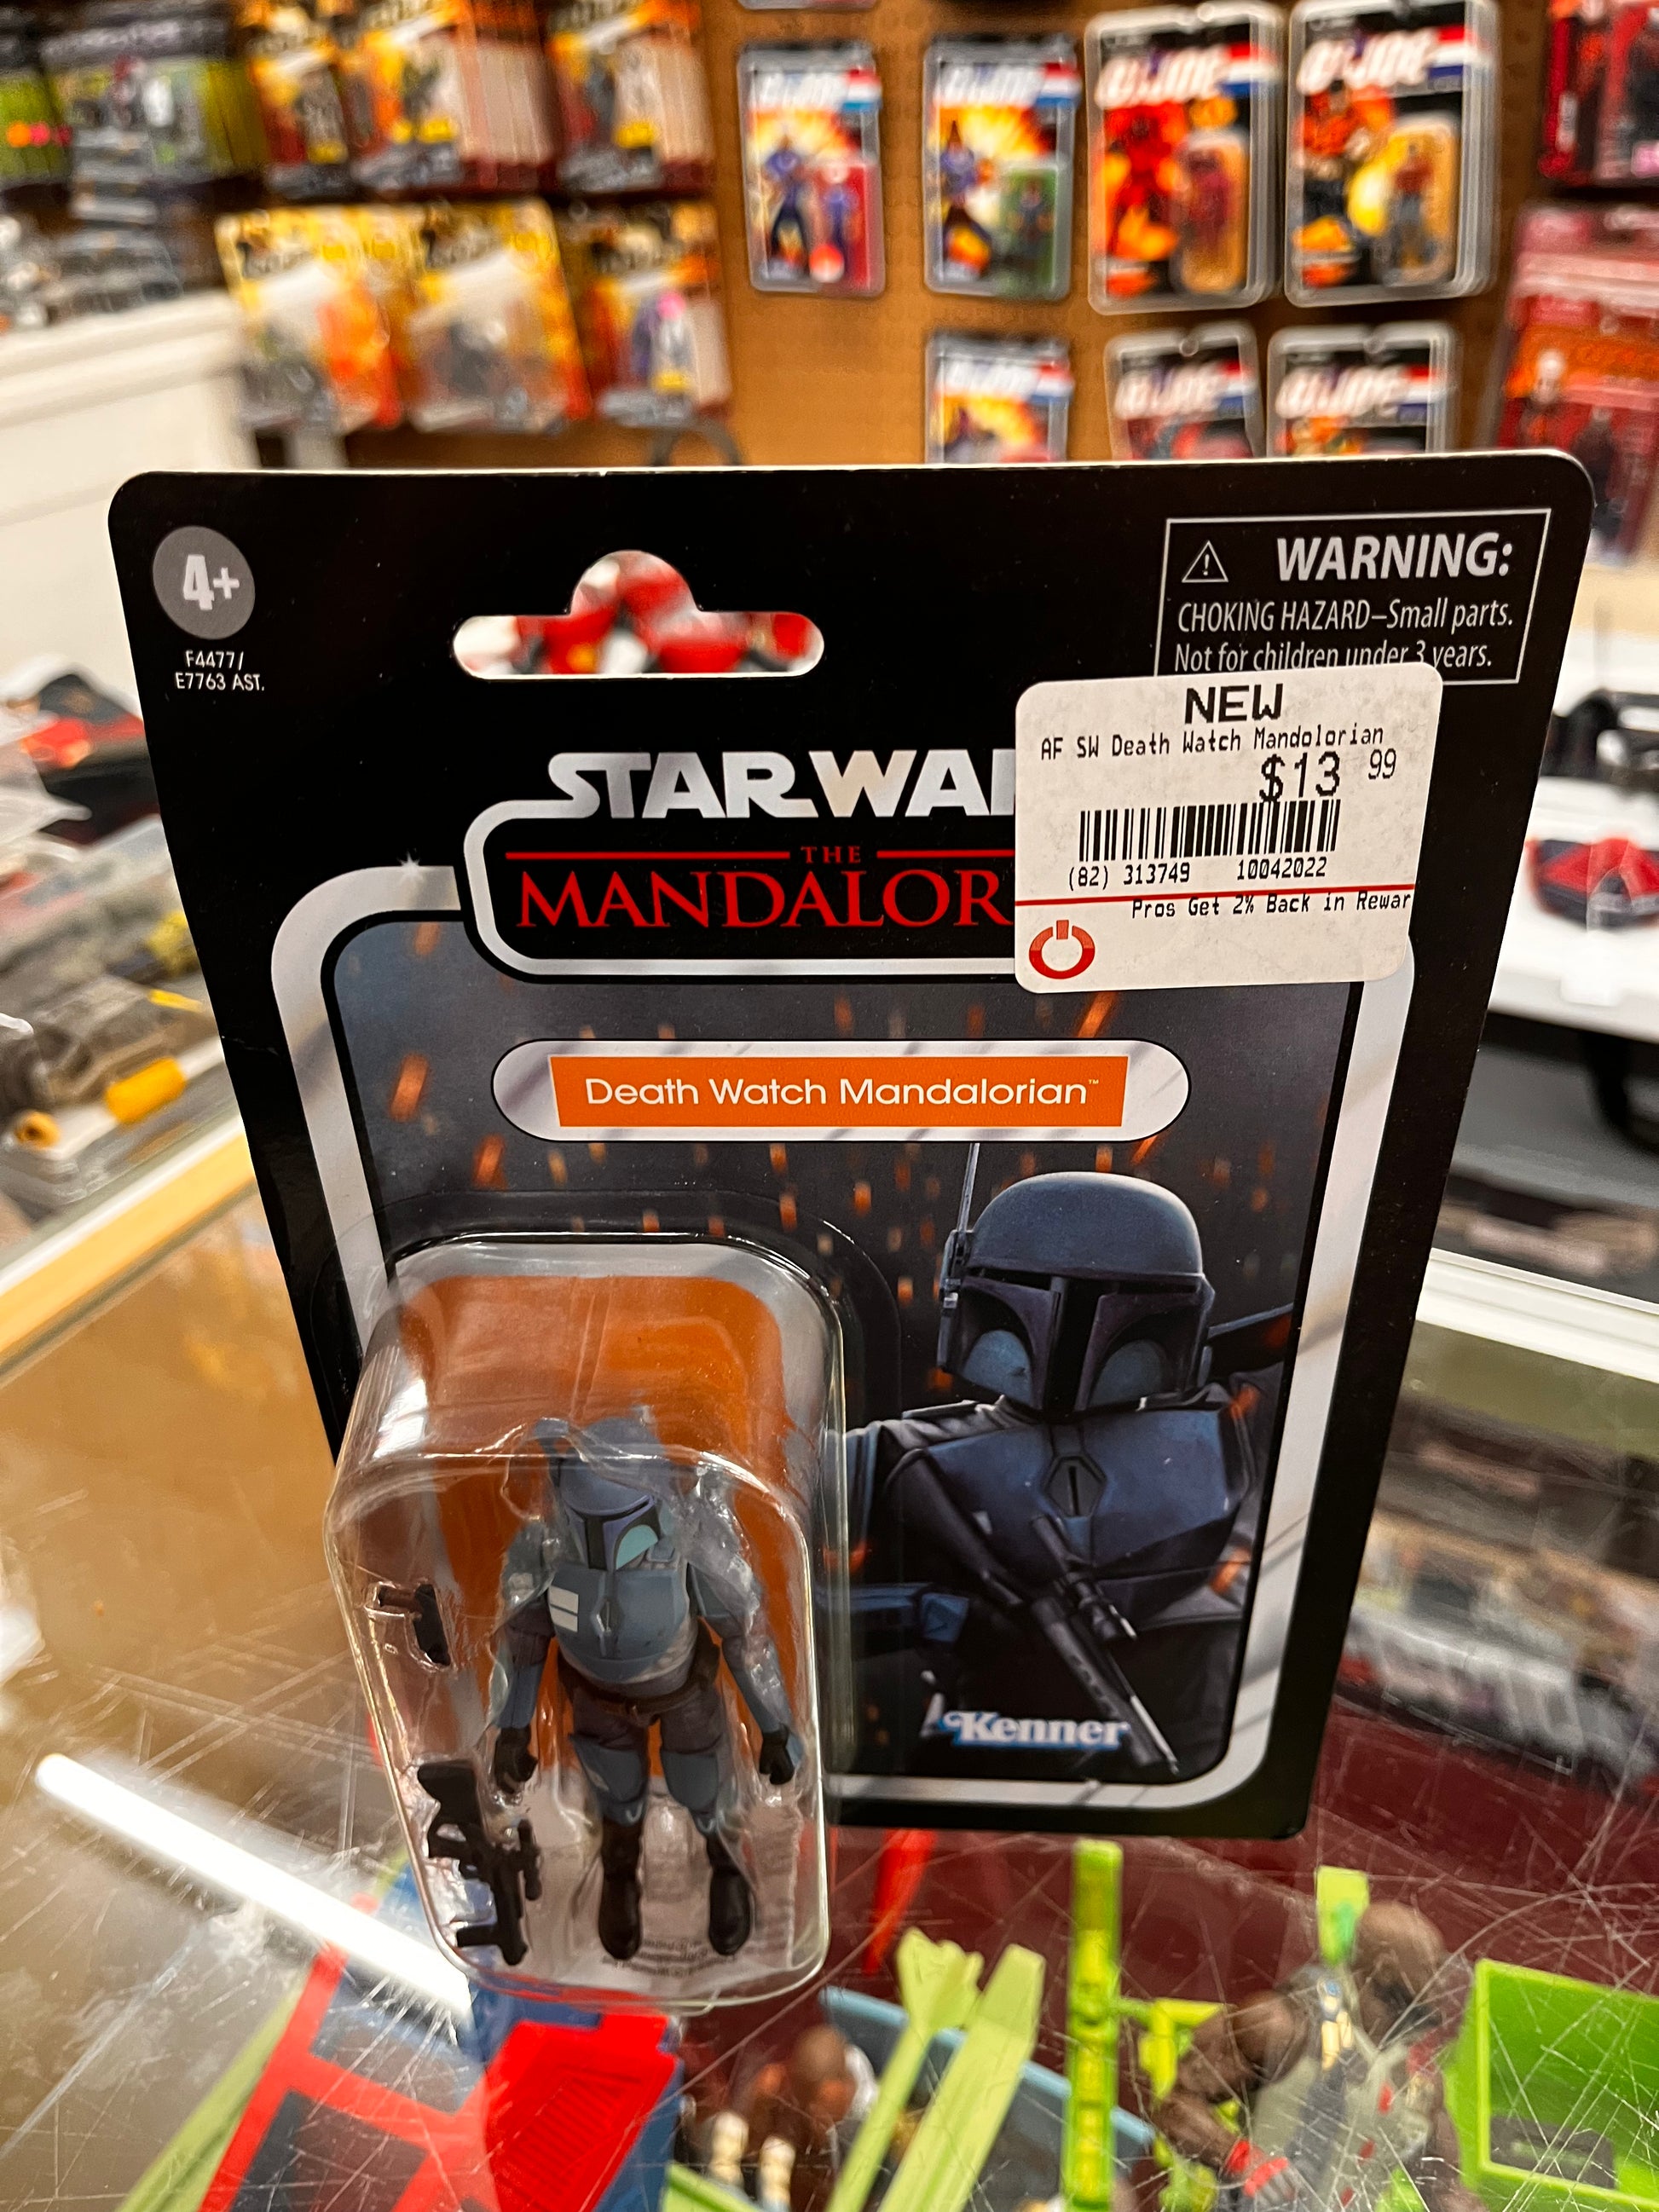 G.I. JOE
G.I. JOE
4+
F4477/
E7763 AST.
WARNING:
CHOKING HAZARD–Small parts.
Not for children under 3 years.
NEW
AF SW Death Watch Mandolorian
$13 99
(82) 313749 10042022
Pros Get 2% Back in Rewar
STAR WA
THE
MANDALOR
Death Watch Mandalorian™
Kenner